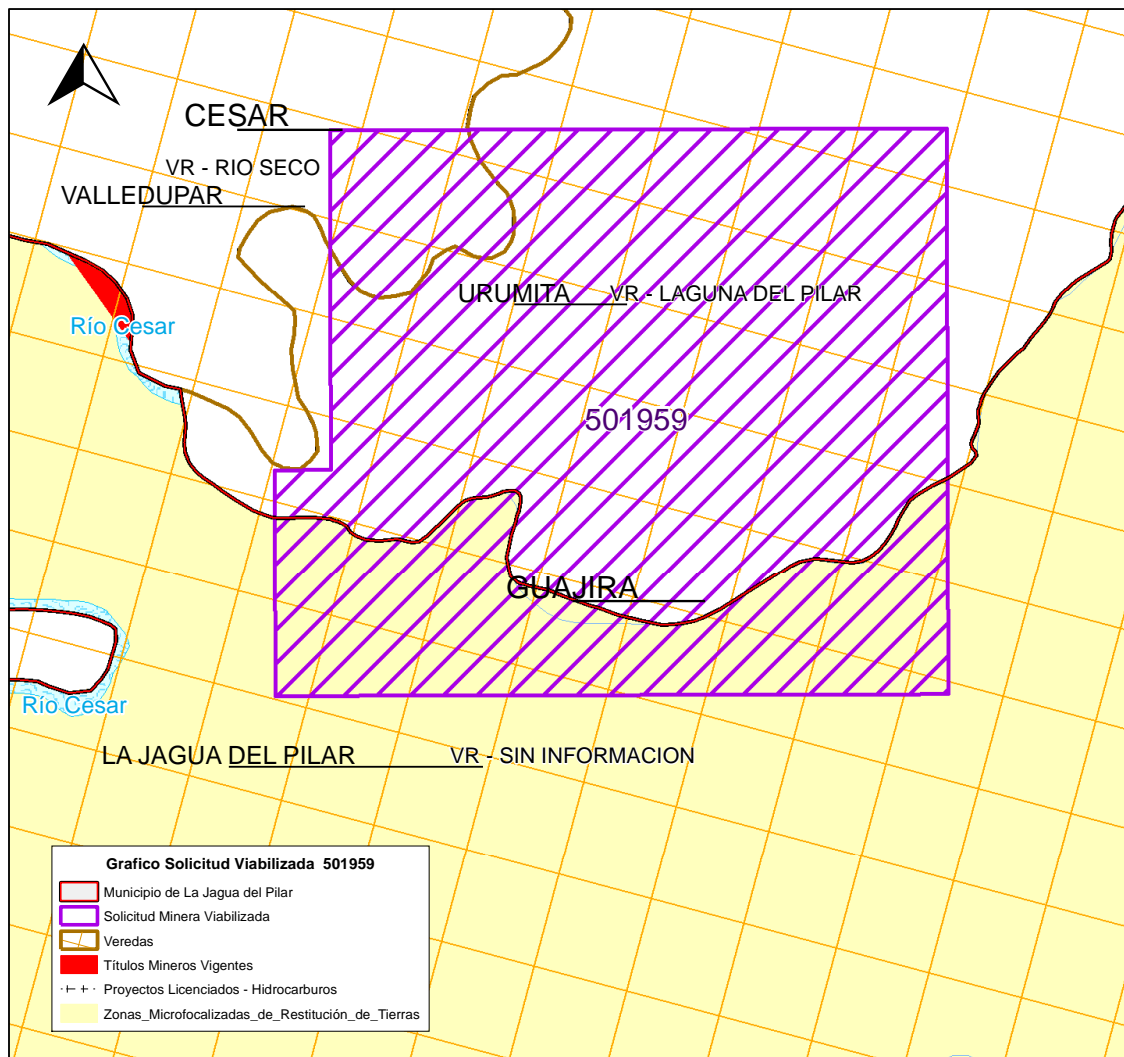 CESAR
VR - RIO SECO
VALLEDUPAR
URUMITA
VR - LAGUNA DEL PILAR
Río Cesar
501959
GUAJIRA
Río Cesar
LA JAGUA DEL PILAR
VR - SIN INFORMACION
Grafico Solicitud Viabilizada 501959
Municipio de La Jagua del Pilar
Solicitud Minera Viabilizada
Veredas
Títulos Mineros Vigentes
Proyectos Licenciados - Hidrocarburos
Zonas_Microfocalizadas_de_Restitución_de_Tierras